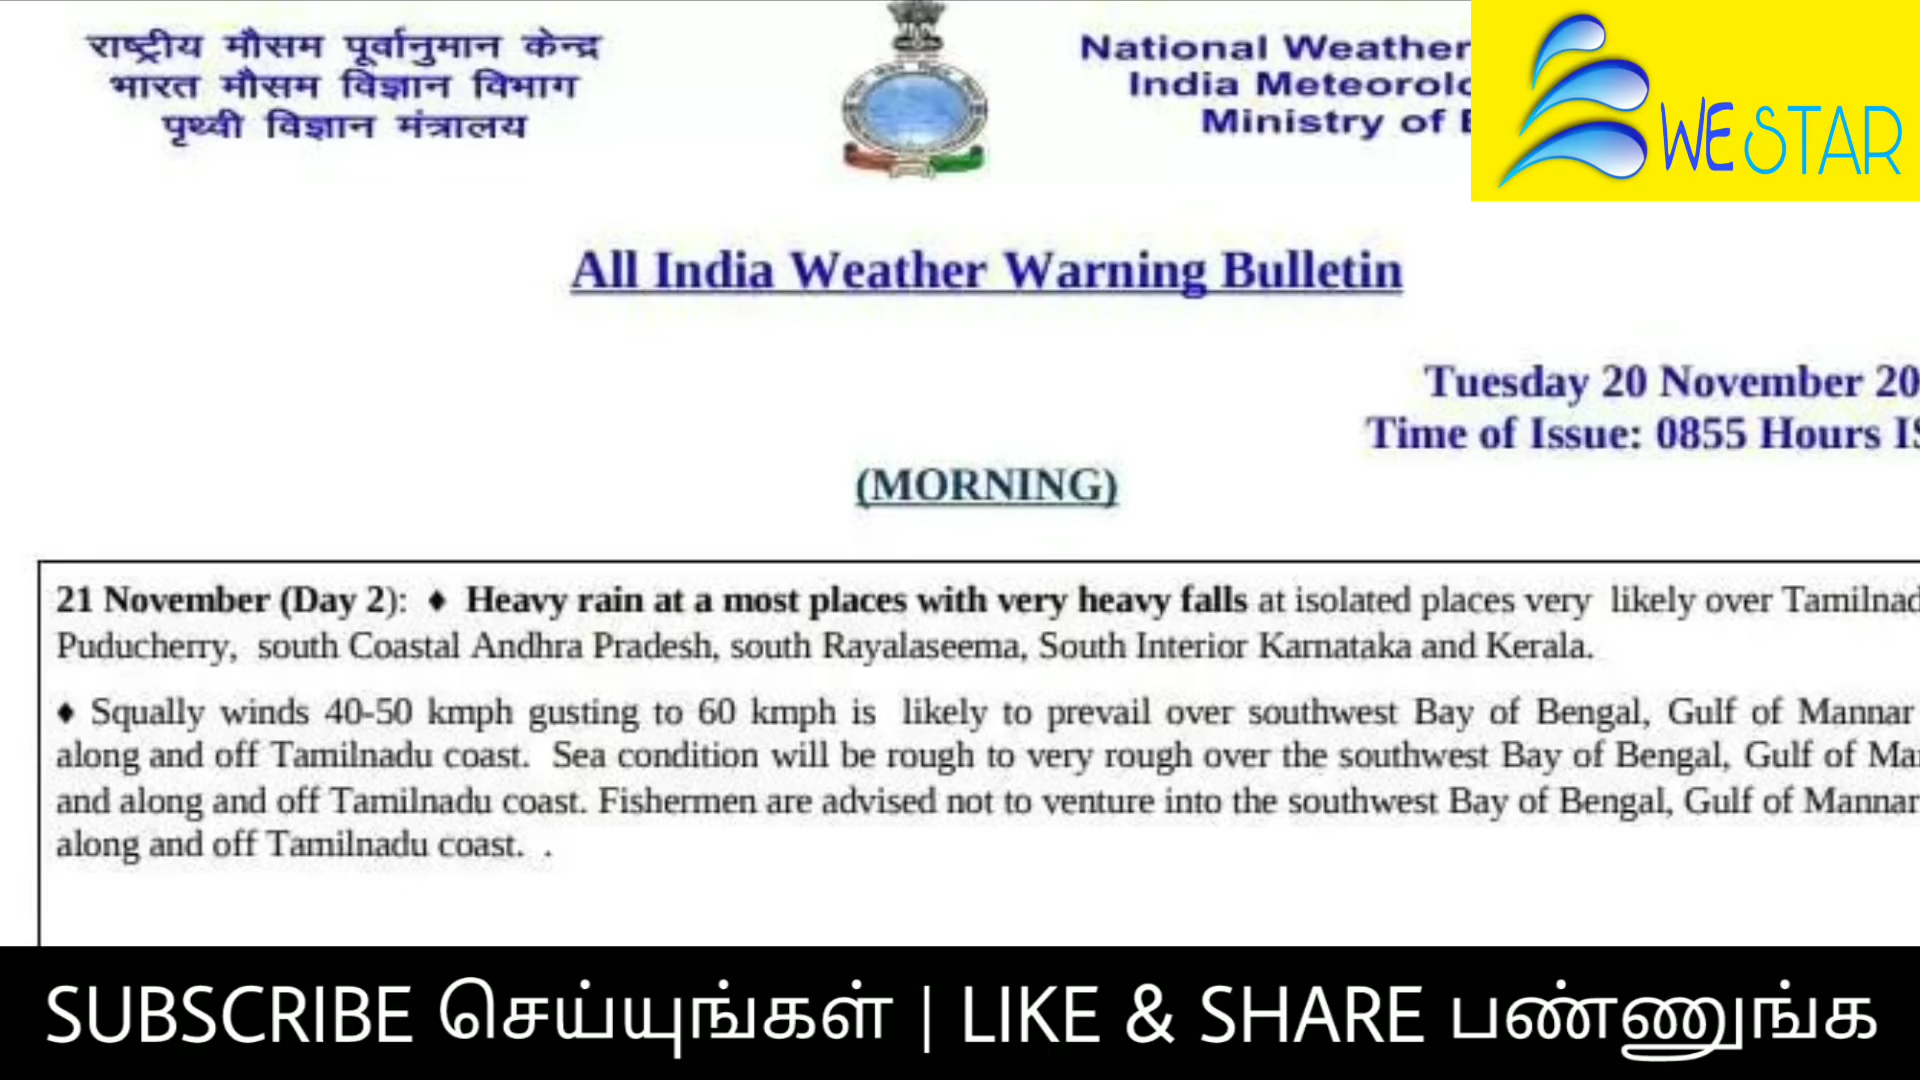 राष्ट्रीय मौसम पूर्वानुमान केन्द्र
भारत मौसम विज्ञान विभाग
पृथ्वी विज्ञान मंत्रालय
National Weather
India Meteorolo
Ministry of E
WESTAR
All India Weather Warning Bulletin
Tuesday 20 November 20
Time of Issue: 0855 Hours IS
(MORNING)
21 November (Day 2): ♦ Heavy rain at a most places with very heavy falls at isolated places very likely over Tamilnad
Puducherry, south Coastal Andhra Pradesh, south Rayalaseema, South Interior Karnataka and Kerala.
♦ Squally winds 40-50 kmph gusting to 60 kmph is likely to prevail over southwest Bay of Bengal, Gulf of Mannar
along and off Tamilnadu coast. Sea condition will be rough to very rough over the southwest Bay of Bengal, Gulf of Ma
and along and off Tamilnadu coast. Fishermen are advised not to venture into the southwest Bay of Bengal, Gulf of Mannar
along and off Tamilnadu coast. .
SUBSCRIBE செய்யுங்கள் | LIKE & SHARE பண்ணுங்க